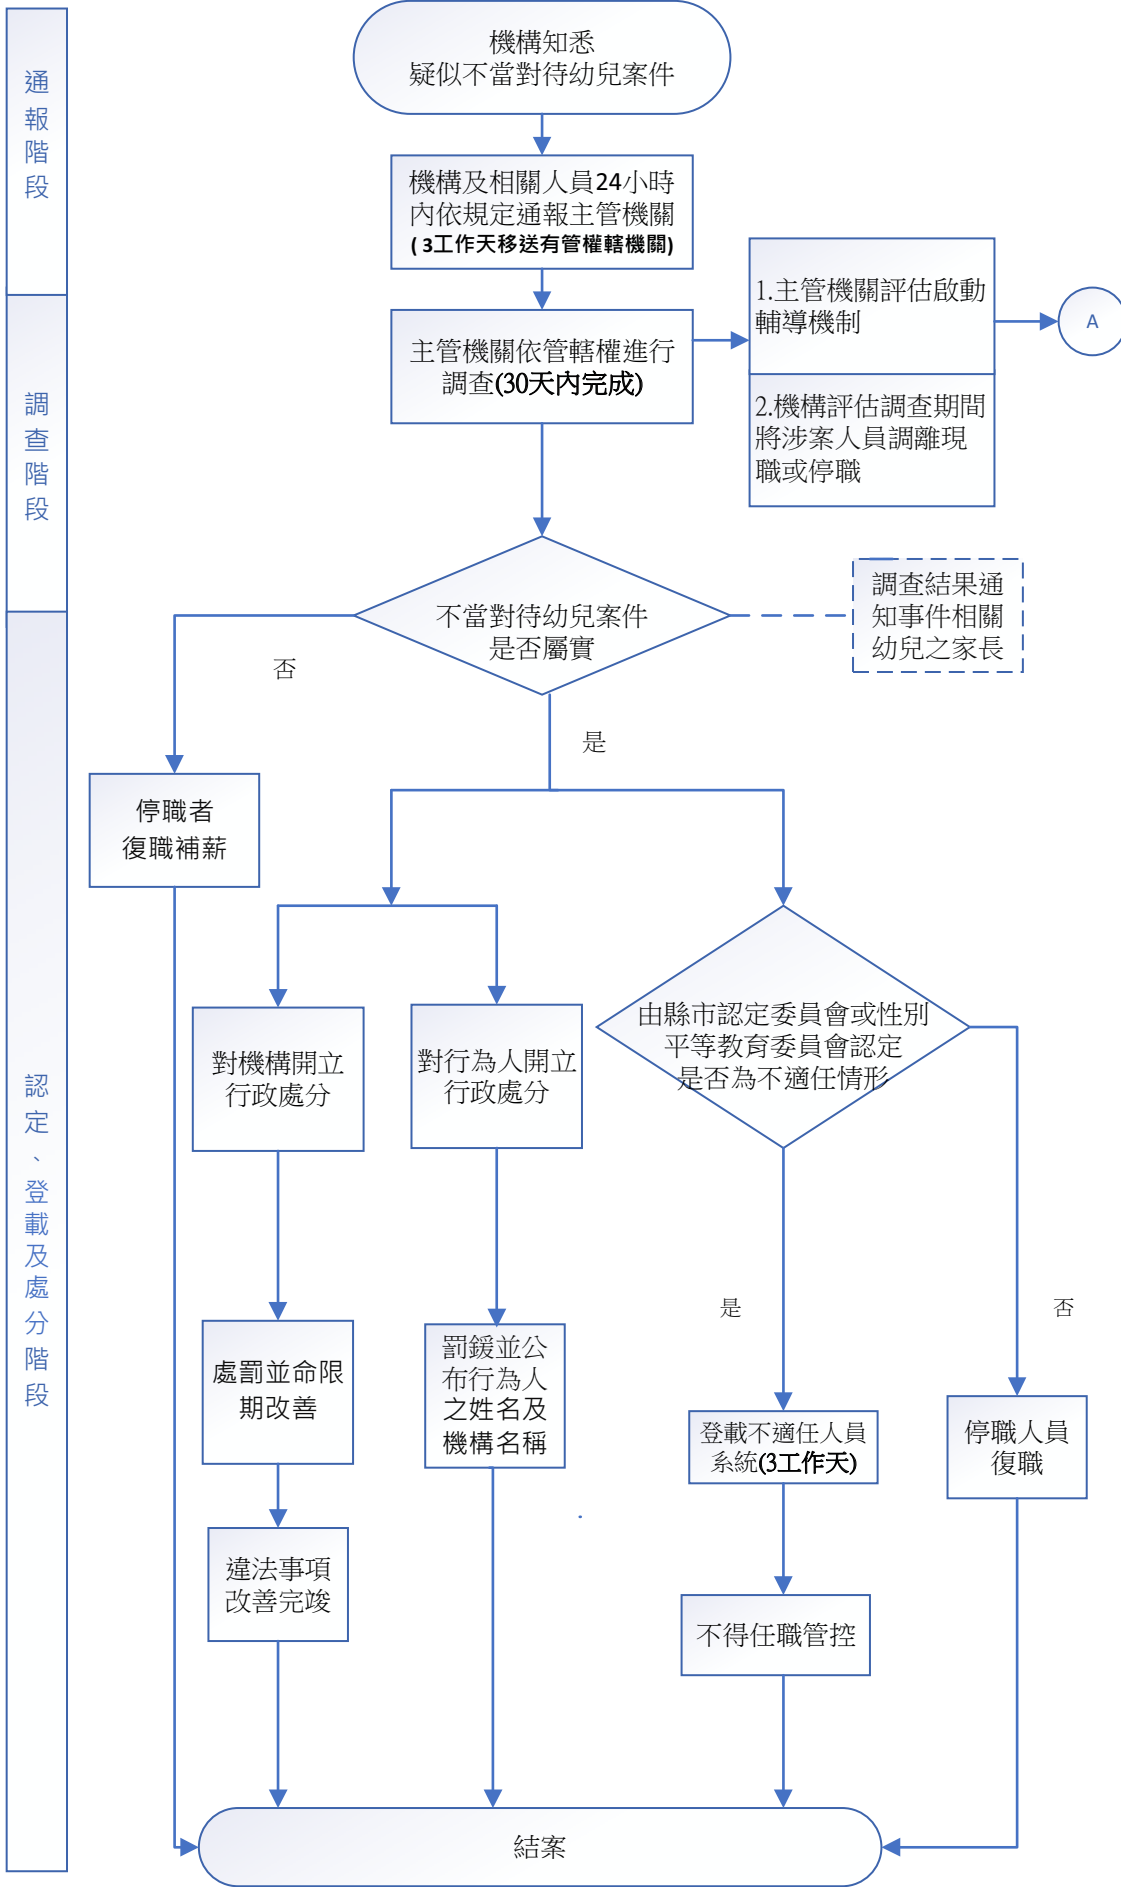 通報階段
機構知悉
疑似不當對待幼兒案件
機構及相關人員24小時
內依規定通報主管機關
( 3工作天移送有管權轄機關)
調查階段
主管機關依管轄權進行
調查(30天內完成)
1.主管機關評估啟動
輔導機制
A
2.機構評估調查期間
將涉案人員調離現
職或停職
不當對待幼兒案件
是否屬實
調查結果通
知事件相關
幼兒之家長
否
是
認定、登載及處分階段
停職者
復職補薪
對機構開立
行政處分
對行為人開立
行政處分
由縣市認定委員會或性別
平等教育委員會認定
是否為不適任情形
是
否
處罰並命限
期改善
罰鍰並公
布行為人
之姓名及
機構名稱
登載不適任人員
系統(3工作天)
停職人員
復職
違法事項
改善完竣
不得任職管控
結案